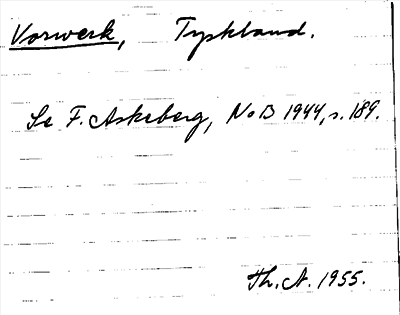 Vorwerk, Tyskland.
Se F. Askeberg, NoB 1944, s. 189.
Th. A. 1955.